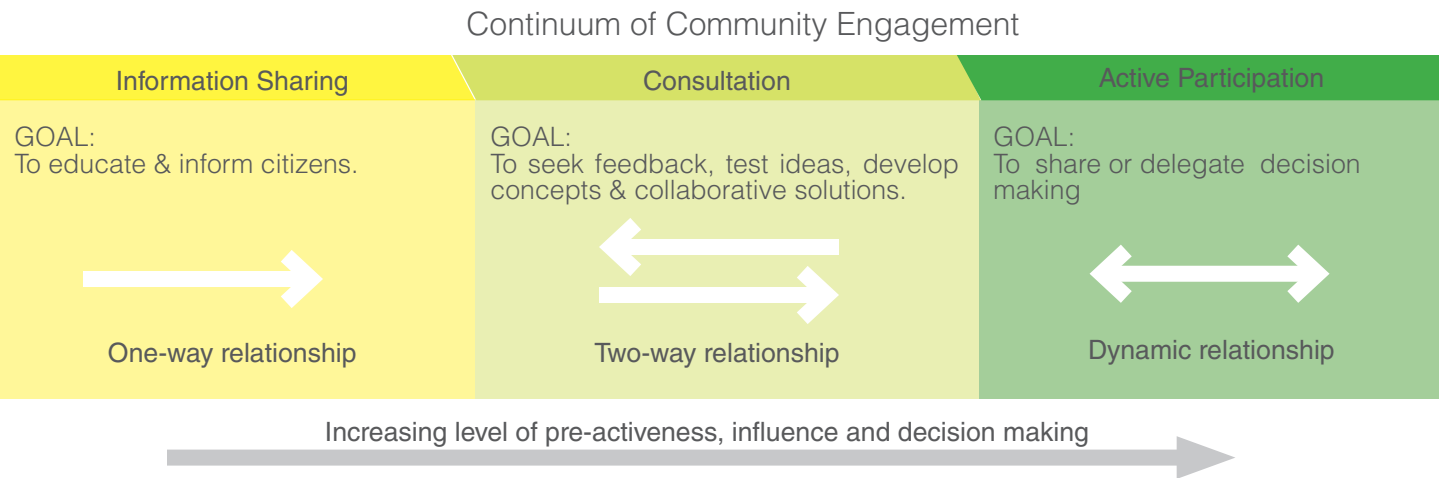 Continuum of Community Engagement
Information Sharing
Consultation
Active Participation
GOAL:
To educate & inform citizens.
GOAL:
To seek feedback, test ideas, develop
concepts & collaborative solutions.
GOAL:
To share or delegate decision
making
One-way relationship
Two-way relationship
Dynamic relationship
Increasing level of pre-activeness, influence and decision making